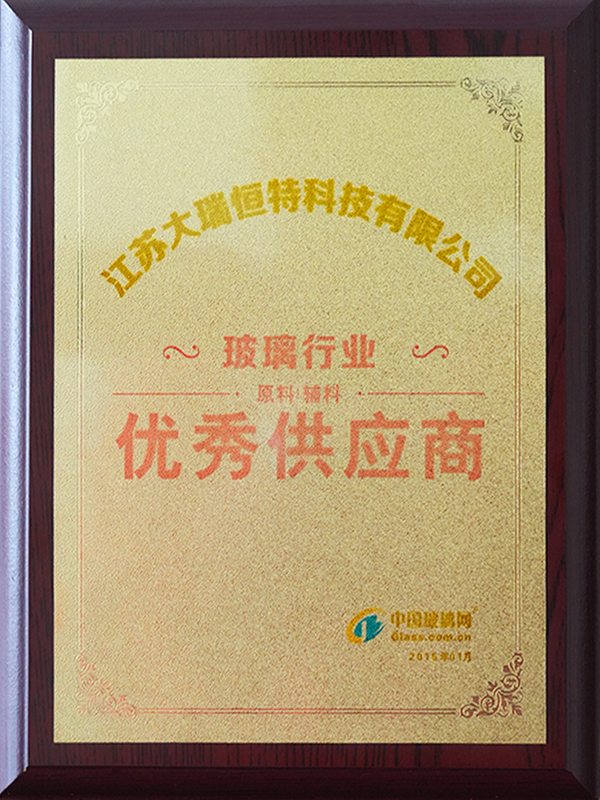 江苏大瑞恒特科技有限公司
玻璃行业
原料 辅料
优秀供应商
中国玻璃网
Glass.com.cn
2015年01月